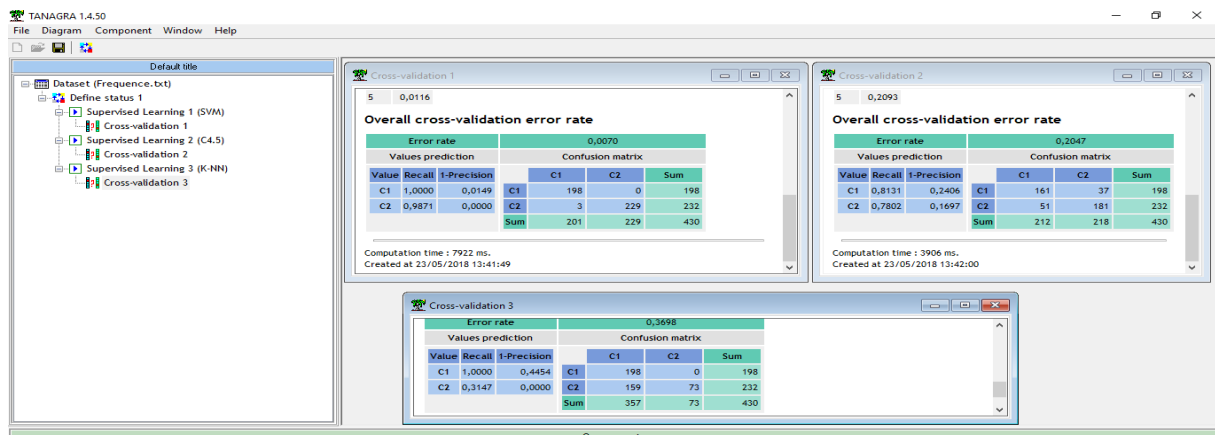 TANAGRA 1.4.50
File Diagram Component Window Help
Default title
Dataset (Frequence.txt)
Define status 1
Supervised Learning 1 (SVM)
Cross-validation 1
Supervised Learning 2 (C4.5)
Cross-validation 2
Supervised Learning 3 (K-NN)
Cross-validation 3
Cross-validation 1
5 0,0116
Overall cross-validation error rate
Error rate 0,0070
Values prediction Confusion matrix
Value Recall 1-Precision C1 C2 Sum
C1 1,0000 0,0149 C1 198 0 198
C2 0,9871 0,0000 C2 3 229 232
Sum 201 229 430
Computation time : 7922 ms.
Created at 23/05/2018 13:41:49
Cross-validation 2
5 0,2093
Overall cross-validation error rate
Error rate 0,2047
Values prediction Confusion matrix
Value Recall 1-Precision C1 C2 Sum
C1 0,8131 0,2406 C1 161 37 198
C2 0,7802 0,1697 C2 51 181 232
Sum 212 218 430
Computation time : 3906 ms.
Created at 23/05/2018 13:42:00
Cross-validation 3
Error rate 0,3698
Values prediction Confusion matrix
Value Recall 1-Precision C1 C2 Sum
C1 1,0000 0,4454 C1 198 0 198
C2 0,3147 0,0000 C2 159 73 232
Sum 357 73 430